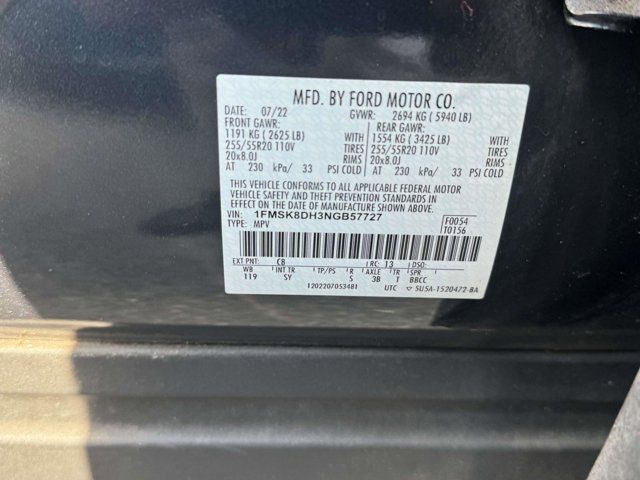 MFD. BY FORD MOTOR CO.
DATE: 07/22 GVWR: 2694 KG ( 5940 LB)
FRONT GAWR: REAR GAWR:
1191 KG ( 2625 LB) WITH 1554 KG ( 3425 LB) WITH
255/55R20 110V TIRES 255/55R20 110V TIRES
20x8.0J RIMS 20x8.0J RIMS
AT 230 kPa/ 33 PSI COLD AT 230 kPa/ 33 PSI COLD
THIS VEHICLE CONFORMS TO ALL APPLICABLE FEDERAL MOTOR
VEHICLE SAFETY AND THEFT PREVENTION STANDARDS IN
EFFECT ON THE DATE OF MANUFACTURE SHOWN ABOVE.
VIN: 1FMSK8DH3NGB57727 F0054
TYPE: MPV T0156
EXT PNT: C8 RC: 13 DSO:
WB INT TR TP/PS R AXLE TR SPR
119 SY S 3B T BBCC
1202207053481 UTC ▽ 5U5A-1520472-BA